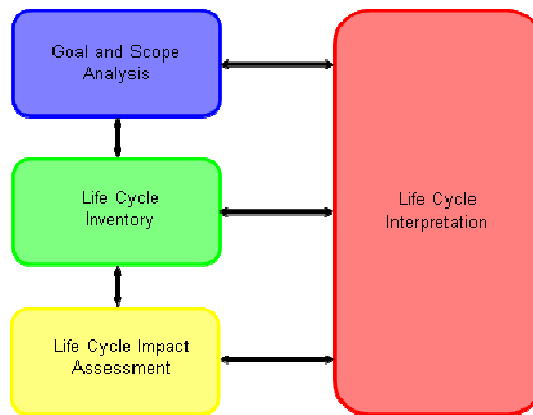 Goal and Scope
Analysis
Life Cycle
Inventory
Life Cycle
Interpretation
Life Cycle Impact
Assessment